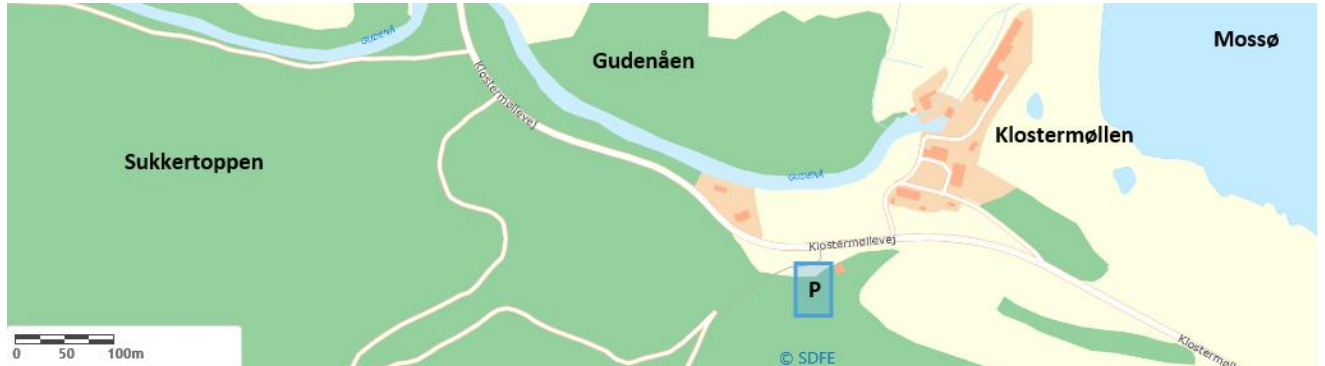 Mossø
GUDENÅ
Gudenåen
Klostermøllevej
Klostermøllen
Sukkertoppen
GUDENÅ
Klostermøllevej
P
Klostermøll
0 50 100m
© SDFE